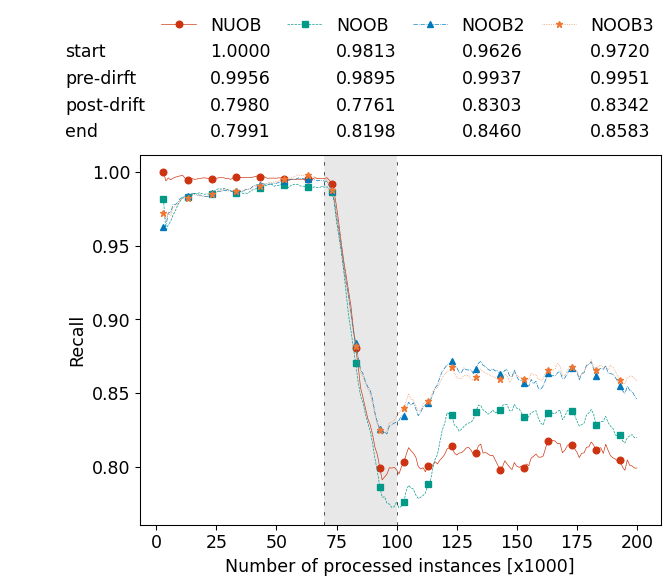 NUOB NOOB NOOB2 NOOB3
start 1.0000 0.9813 0.9626 0.9720
pre-dirft 0.9956 0.9895 0.9937 0.9951
post-drift 0.7980 0.7761 0.8303 0.8342
end 0.7991 0.8198 0.8460 0.8583
1.00
0.95
0.90
0.85
0.80
Recall
0 25 50 75 100 125 150 175 200
Number of processed instances [x1000]